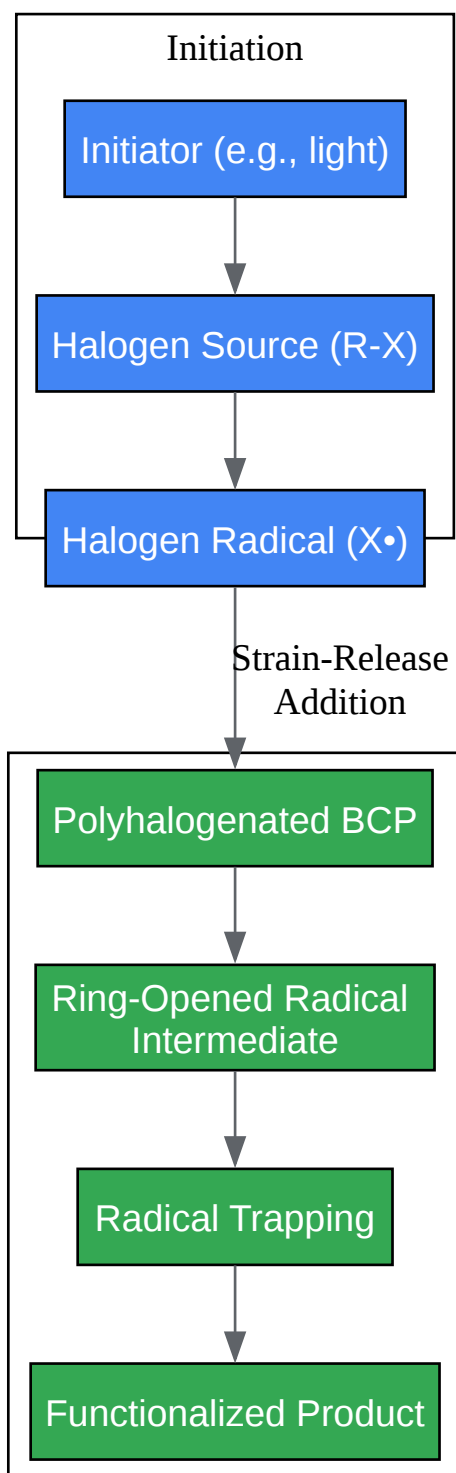 Initiation
Initiator (e.g., light)
Halogen Source (R-X)
Halogen Radical (X•)
Strain-Release
Addition
Polyhalogenated BCP
Ring-Opened Radical
Intermediate
Radical Trapping
Functionalized Product